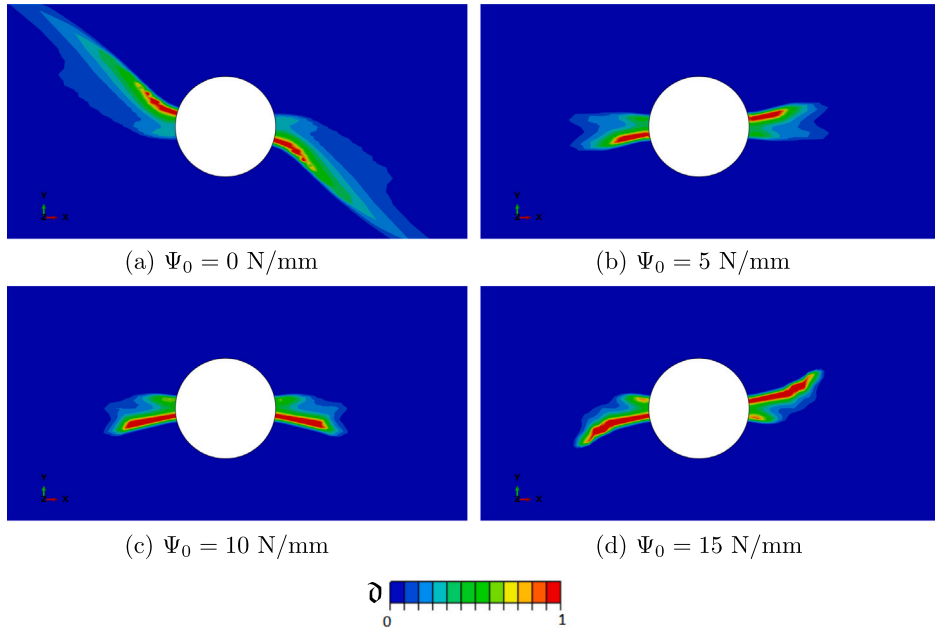 Y
Z X
Y
Z X
(a) Ψ₀ = 0 N/mm
(b) Ψ₀ = 5 N/mm
Y
Z X
Y
Z X
(c) Ψ₀ = 10 N/mm
(d) Ψ₀ = 15 N/mm
𝔡
0 1